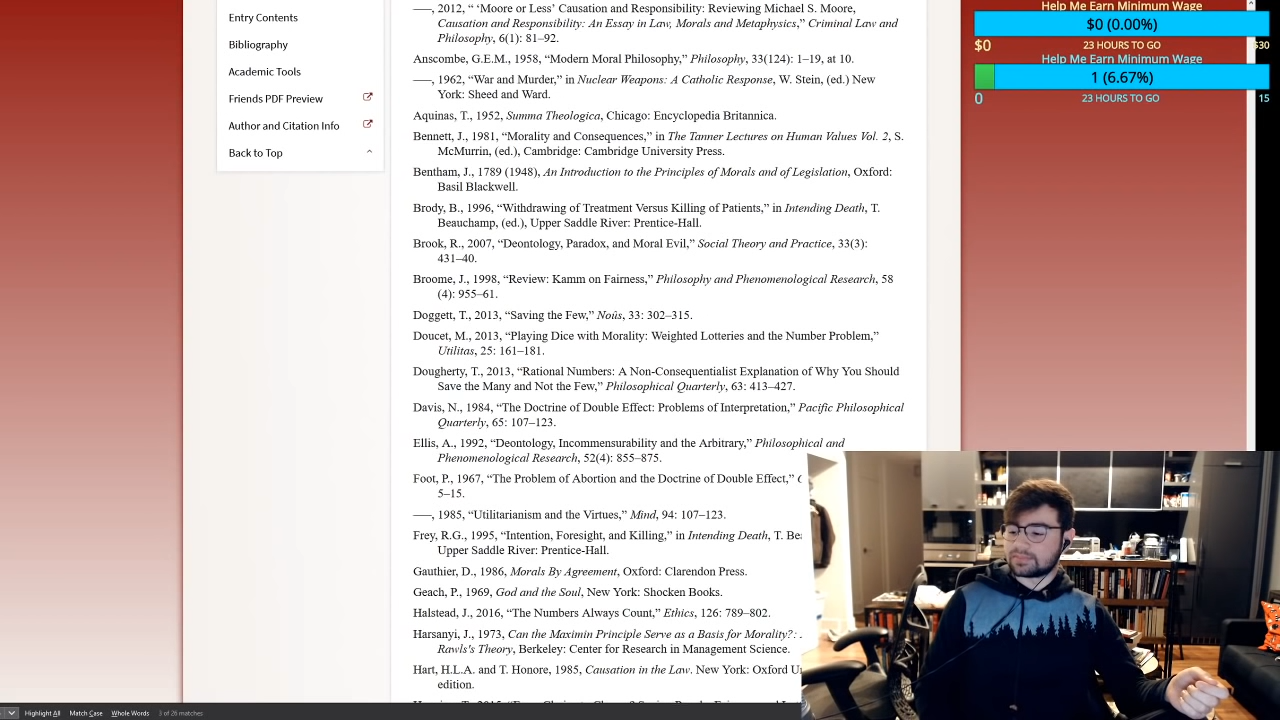 Entry Contents
Bibliography
Academic Tools
Friends PDF Preview
Author and Citation Info
Back to Top
–––, 2012, “ ‘Moore or Less’ Causation and Responsibility: Reviewing Michael S. Moore,
Causation and Responsibility: An Essay in Law, Morals and Metaphysics,” Criminal Law and
Philosophy, 6(1): 81–92.
Anscombe, G.E.M., 1958, “Modern Moral Philosophy,” Philosophy, 33(124): 1–19, at 10.
–––, 1962, “War and Murder,” in Nuclear Weapons: A Catholic Response, W. Stein, (ed.) New
York: Sheed and Ward.
Aquinas, T., 1952, Summa Theologica, Chicago: Encyclopedia Britannica.
Bennett, J., 1981, “Morality and Consequences,” in The Tanner Lectures on Human Values Vol. 2, S.
McMurrin, (ed.), Cambridge: Cambridge University Press.
Bentham, J., 1789 (1948), An Introduction to the Principles of Morals and of Legislation, Oxford:
Basil Blackwell.
Brody, B., 1996, “Withdrawing of Treatment Versus Killing of Patients,” in Intending Death, T.
Beauchamp, (ed.), Upper Saddle River: Prentice-Hall.
Brook, R., 2007, “Deontology, Paradox, and Moral Evil,” Social Theory and Practice, 33(3):
431–40.
Broome, J., 1998, “Review: Kamm on Fairness,” Philosophy and Phenomenological Research, 58
(4): 955–61.
Doggett, T., 2013, “Saving the Few,” Noûs, 33: 302–315.
Doucet, M., 2013, “Playing Dice with Morality: Weighted Lotteries and the Number Problem,”
Utilitas, 25: 161–181.
Dougherty, T., 2013, “Rational Numbers: A Non-Consequentialist Explanation of Why You Should
Save the Many and Not the Few,” Philosophical Quarterly, 63: 413–427.
Davis, N., 1984, “The Doctrine of Double Effect: Problems of Interpretation,” Pacific Philosophical
Quarterly, 65: 107–123.
Ellis, A., 1992, “Deontology, Incommensurability and the Arbitrary,” Philosophical and
Phenomenological Research, 52(4): 855–875.
Foot, P., 1967, “The Problem of Abortion and the Doctrine of Double Effect,”
5–15.
–––, 1985, “Utilitarianism and the Virtues,” Mind, 94: 107–123.
Frey, R.G., 1995, “Intention, Foresight, and Killing,” in Intending Death, T. Be
Upper Saddle River: Prentice-Hall.
Gauthier, D., 1986, Morals By Agreement, Oxford: Clarendon Press.
Geach, P., 1969, God and the Soul, New York: Shocken Books.
Halstead, J., 2016, “The Numbers Always Count,” Ethics, 126: 789–802.
Harsanyi, J., 1973, Can the Maximin Principle Serve as a Basis for Morality?:
Rawls's Theory, Berkeley: Center for Research in Management Science.
Hart, H.L.A. and T. Honore, 1985, Causation in the Law. New York: Oxford
edition.
Help Me Earn Minimum Wage
$0 (0.00%)
$0 23 HOURS TO GO $30
Help Me Earn Minimum Wage
1 (6.67%)
0 23 HOURS TO GO 15
Highlight All Match Case Whole Words 3 of 26 matches